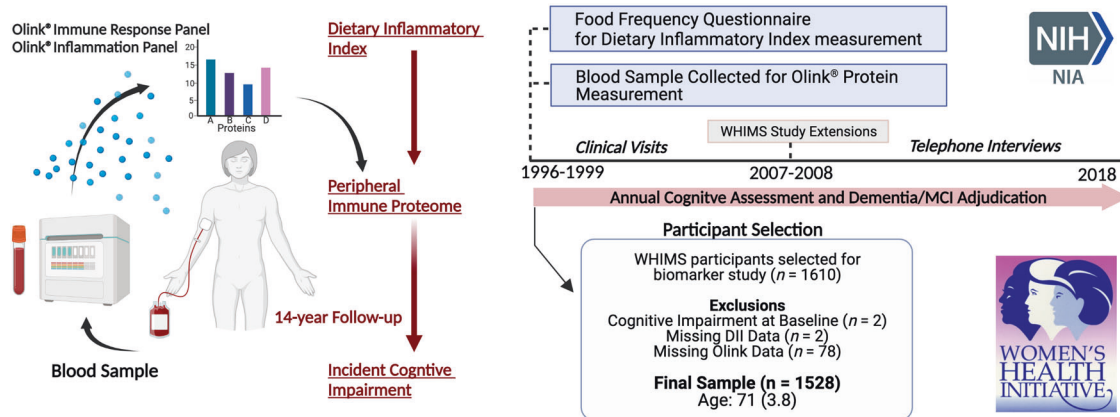 Olink® Immune Response Panel
Olink® Inflammation Panel
20
15
10
5
0
A B C D
Proteins
Blood Sample
Dietary Inflammatory
Index
Peripheral
Immune Proteome
14-year Follow-up
Incident Cogntive
Impairment
Food Frequency Questionnaire
for Dietary Inflammatory Index measurement
Blood Sample Collected for Olink® Protein
Measurement
NIH
NIA
WHIMS Study Extensions
Clinical Visits
Telephone Interviews
1996-1999
2007-2008
2018
Annual Cognitve Assessment and Dementia/MCI Adjudication
Participant Selection
WHIMS participants selected for
biomarker study (n = 1610)
Exclusions
Cognitive Impairment at Baseline (n = 2)
Missing DII Data (n = 2)
Missing Olink Data (n = 78)
Final Sample (n = 1528)
Age: 71 (3.8)
WOMEN'S
HEALTH
INITIATIVE